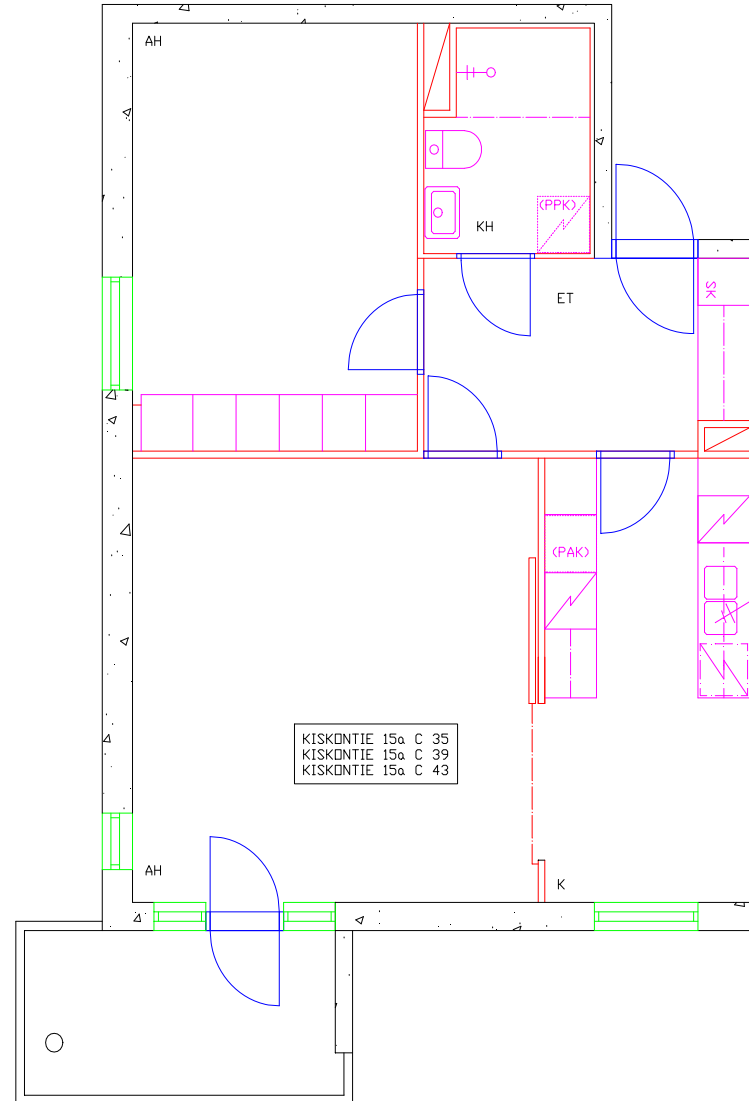 AH
(PPK)
KH
SK
ET
(PAK)
KISKONTIE 15a C 35
KISKONTIE 15a C 39
KISKONTIE 15a C 43
AH
K